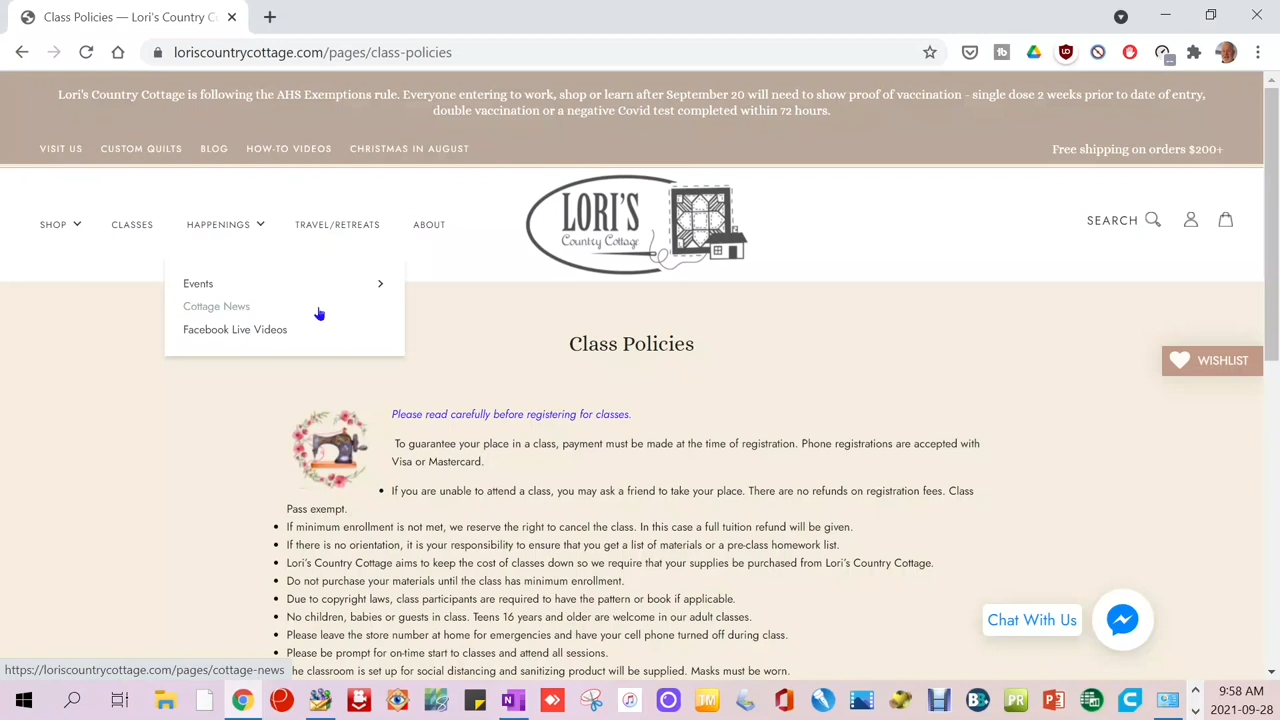 Class Policies — Lori's Country C
loriscountrycottage.com/pages/class-policies
Lori's Country Cottage is following the AHS Exemptions rule. Everyone entering to work, shop or learn after September 20 will need to show proof of vaccination - single dose 2 weeks prior to date of entry,
double vaccination or a negative Covid test completed within 72 hours.
VISIT US CUSTOM QUILTS BLOG HOW-TO VIDEOS CHRISTMAS IN AUGUST Free shipping on orders $200+
SHOP CLASSES HAPPENINGS TRAVEL/RETREATS ABOUT
LORI'S
Country Cottage
SEARCH
Events
Cottage News
Facebook Live Videos
Class Policies
WISHLIST
Please read carefully before registering for classes.
To guarantee your place in a class, payment must be made at the time of registration. Phone registrations are accepted with
Visa or Mastercard.
If you are unable to attend a class, you may ask a friend to take your place. There are no refunds on registration fees. Class
Pass exempt.
If minimum enrollment is not met, we reserve the right to cancel the class. In this case a full tuition refund will be given.
If there is no orientation, it is your responsibility to ensure that you get a list of materials or a pre-class homework list.
Lori's Country Cottage aims to keep the cost of classes down so we require that your supplies be purchased from Lori's Country Cottage.
Do not purchase your materials until the class has minimum enrollment.
Due to copyright laws, class participants are required to have the pattern or book if applicable.
No children, babies or guests in class. Teens 16 years and older are welcome in our adult classes.
Please leave the store number at home for emergencies and have your cell phone turned off during class.
Please be prompt for on-time start to classes and attend all sessions.
he classroom is set up for social distancing and sanitizing product will be supplied. Masks must be worn.
Chat With Us
https://loriscountrycottage.com/pages/cottage-news
9:58 AM
2021-09-28